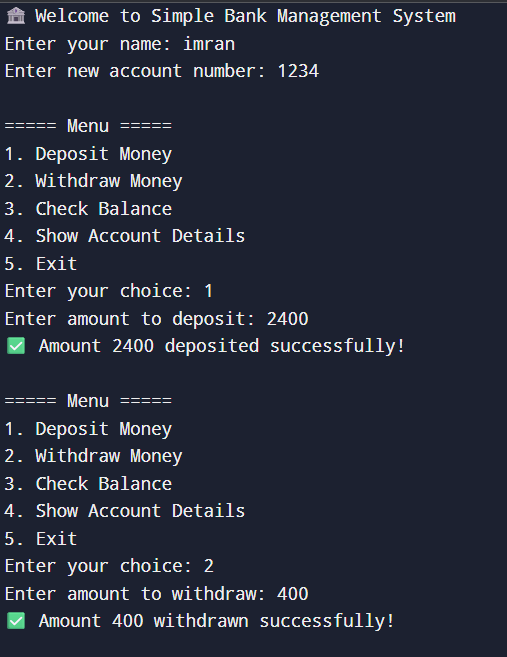 🏦 Welcome to Simple Bank Management System
Enter your name: imran
Enter new account number: 1234

===== Menu =====
1. Deposit Money
2. Withdraw Money
3. Check Balance
4. Show Account Details
5. Exit
Enter your choice: 1
Enter amount to deposit: 2400
✅ Amount 2400 deposited successfully!

===== Menu =====
1. Deposit Money
2. Withdraw Money
3. Check Balance
4. Show Account Details
5. Exit
Enter your choice: 2
Enter amount to withdraw: 400
✅ Amount 400 withdrawn successfully!